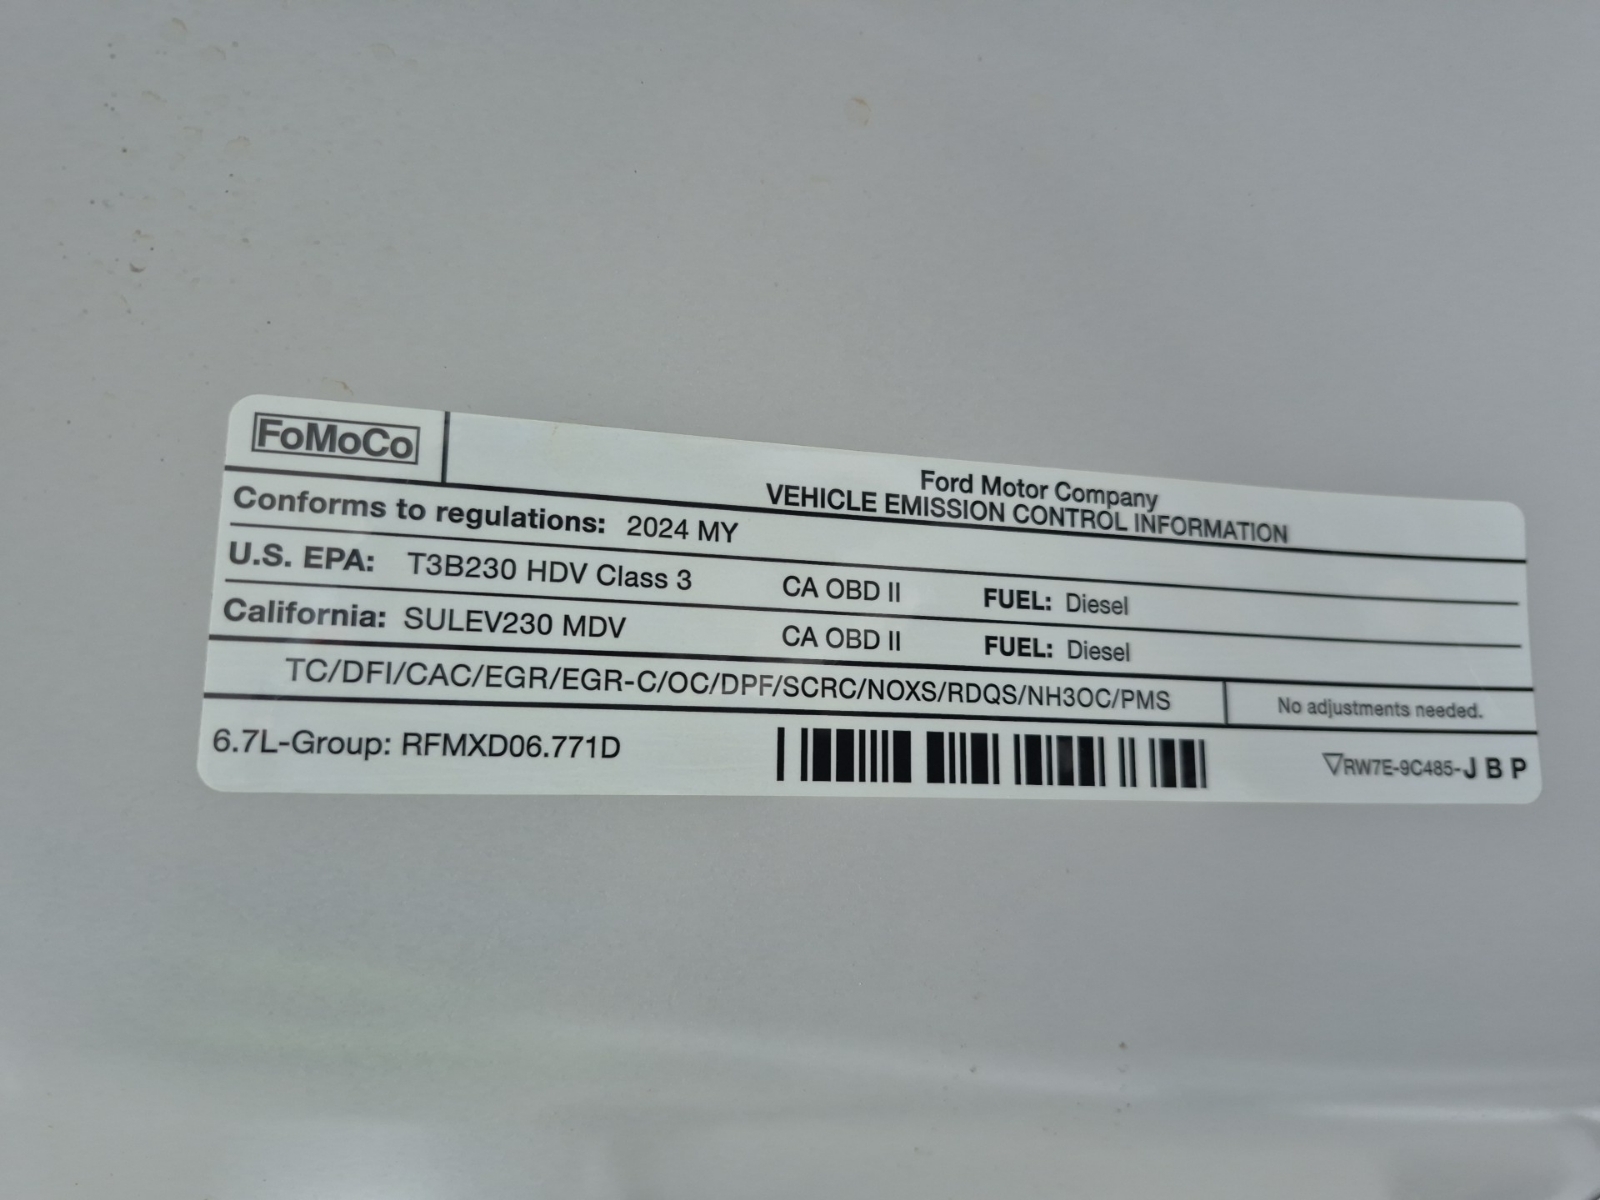 FoMoCo
Ford Motor Company
VEHICLE EMISSION CONTROL INFORMATION
Conforms to regulations: 2024 MY
U.S. EPA: T3B230 HDV Class 3 CA OBD II FUEL: Diesel
California: SULEV230 MDV CA OBD II FUEL: Diesel
TC/DFI/CAC/EGR/EGR-C/OC/DPF/SCRC/NOXS/RDQS/NH3OC/PMS No adjustments needed.
6.7L-Group: RFMXD06.771D ▽RW7E-9C485-J B P